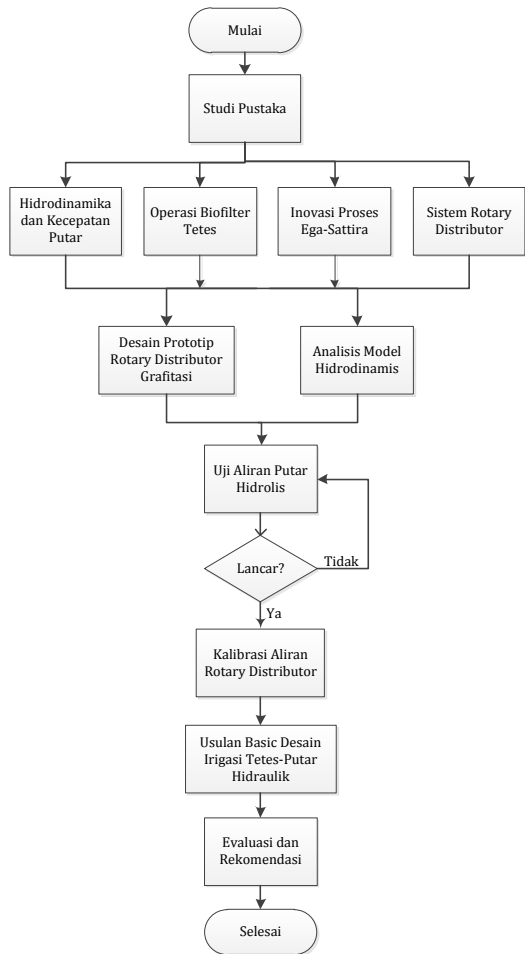 Mulai
Studi Pustaka
Hidrodinamika
dan Kecepatan
Putar
Operasi Biofilter
Tetes
Inovasi Proses
Ega-Sattira
Sistem Rotary
Distributor
Desain Prototip
Rotary Distributor
Grafitasi
Analisis Model
Hidrodinamis
Uji Aliran Putar
Hidrolis
Lancar?
Tidak
Ya
Kalibrasi Aliran
Rotary Distributor
Usulan Basic Desain
Irigasi Tetes-Putar
Hidraulik
Evaluasi dan
Rekomendasi
Selesai